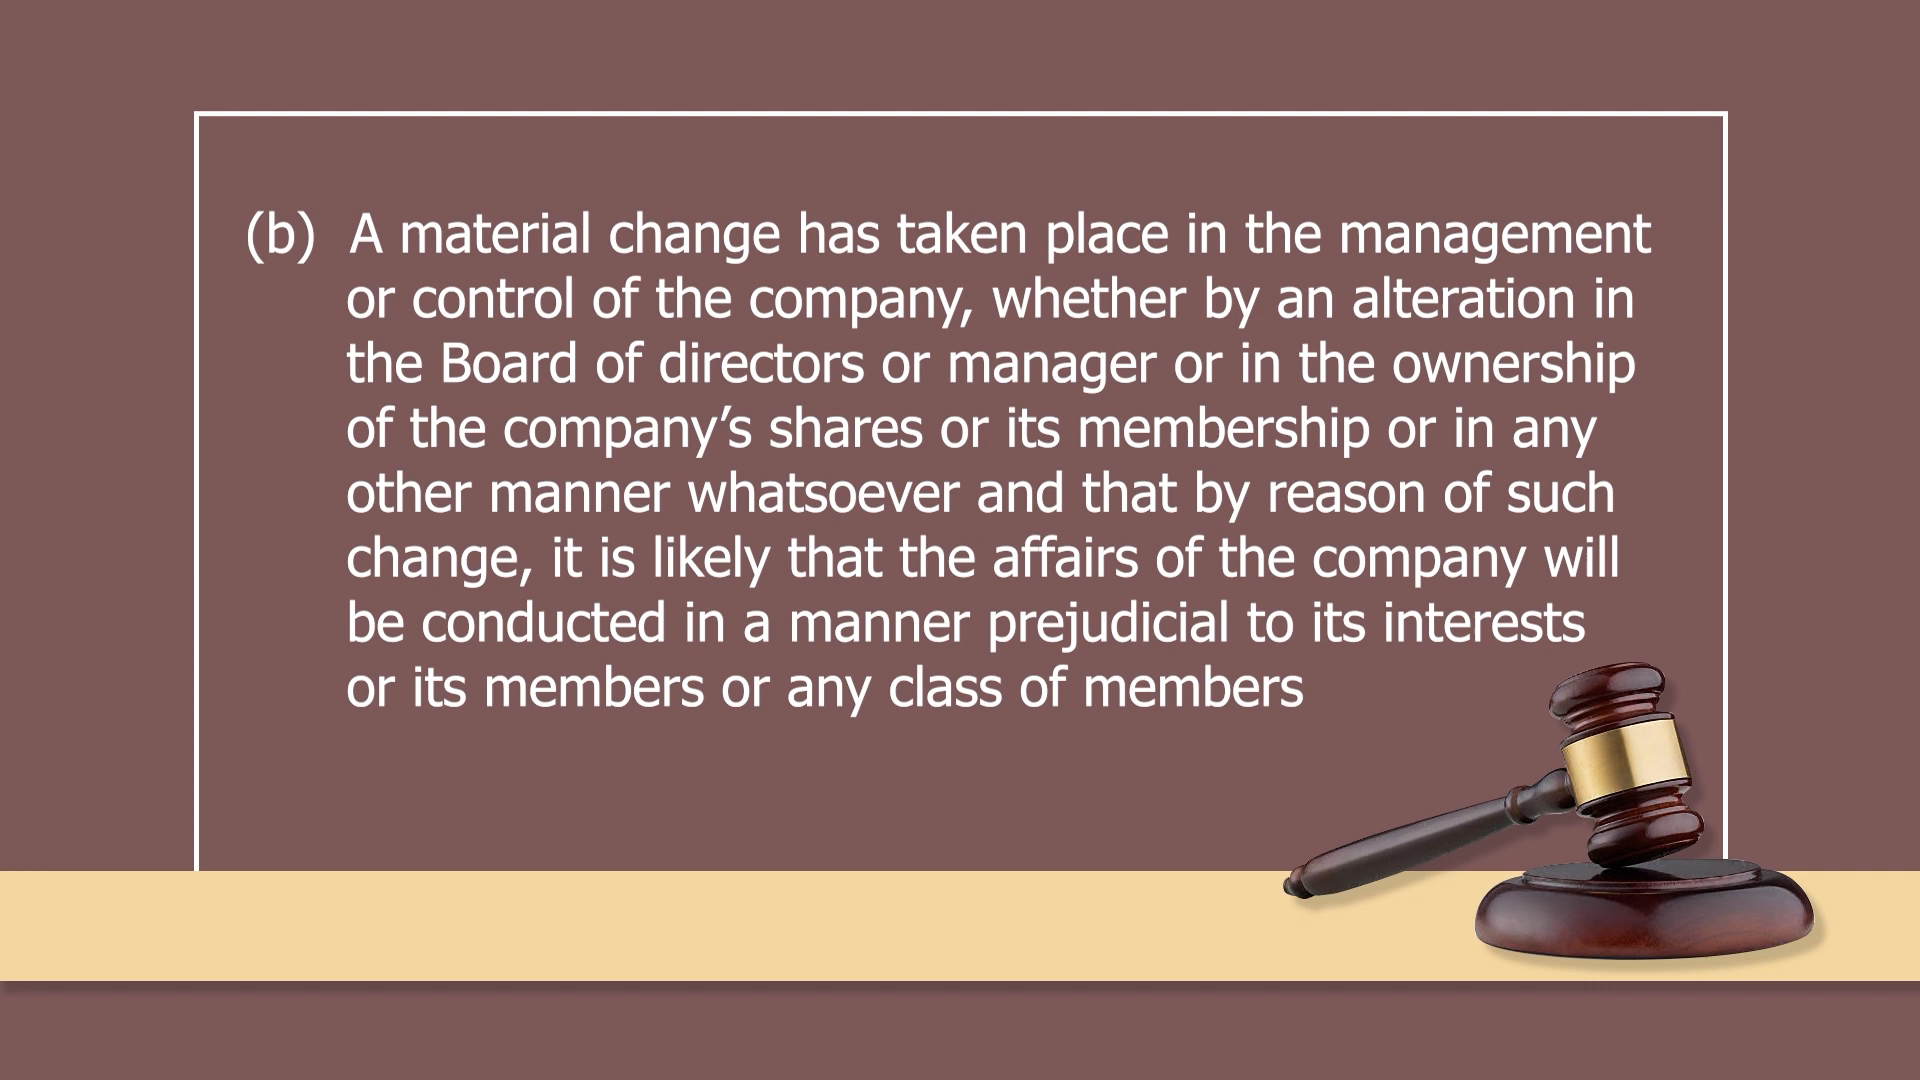 (b) A material change has taken place in the management
or control of the company, whether by an alteration in
the Board of directors or manager or in the ownership
of the company’s shares or its membership or in any
other manner whatsoever and that by reason of such
change, it is likely that the affairs of the company will
be conducted in a manner prejudicial to its interests
or its members or any class of members